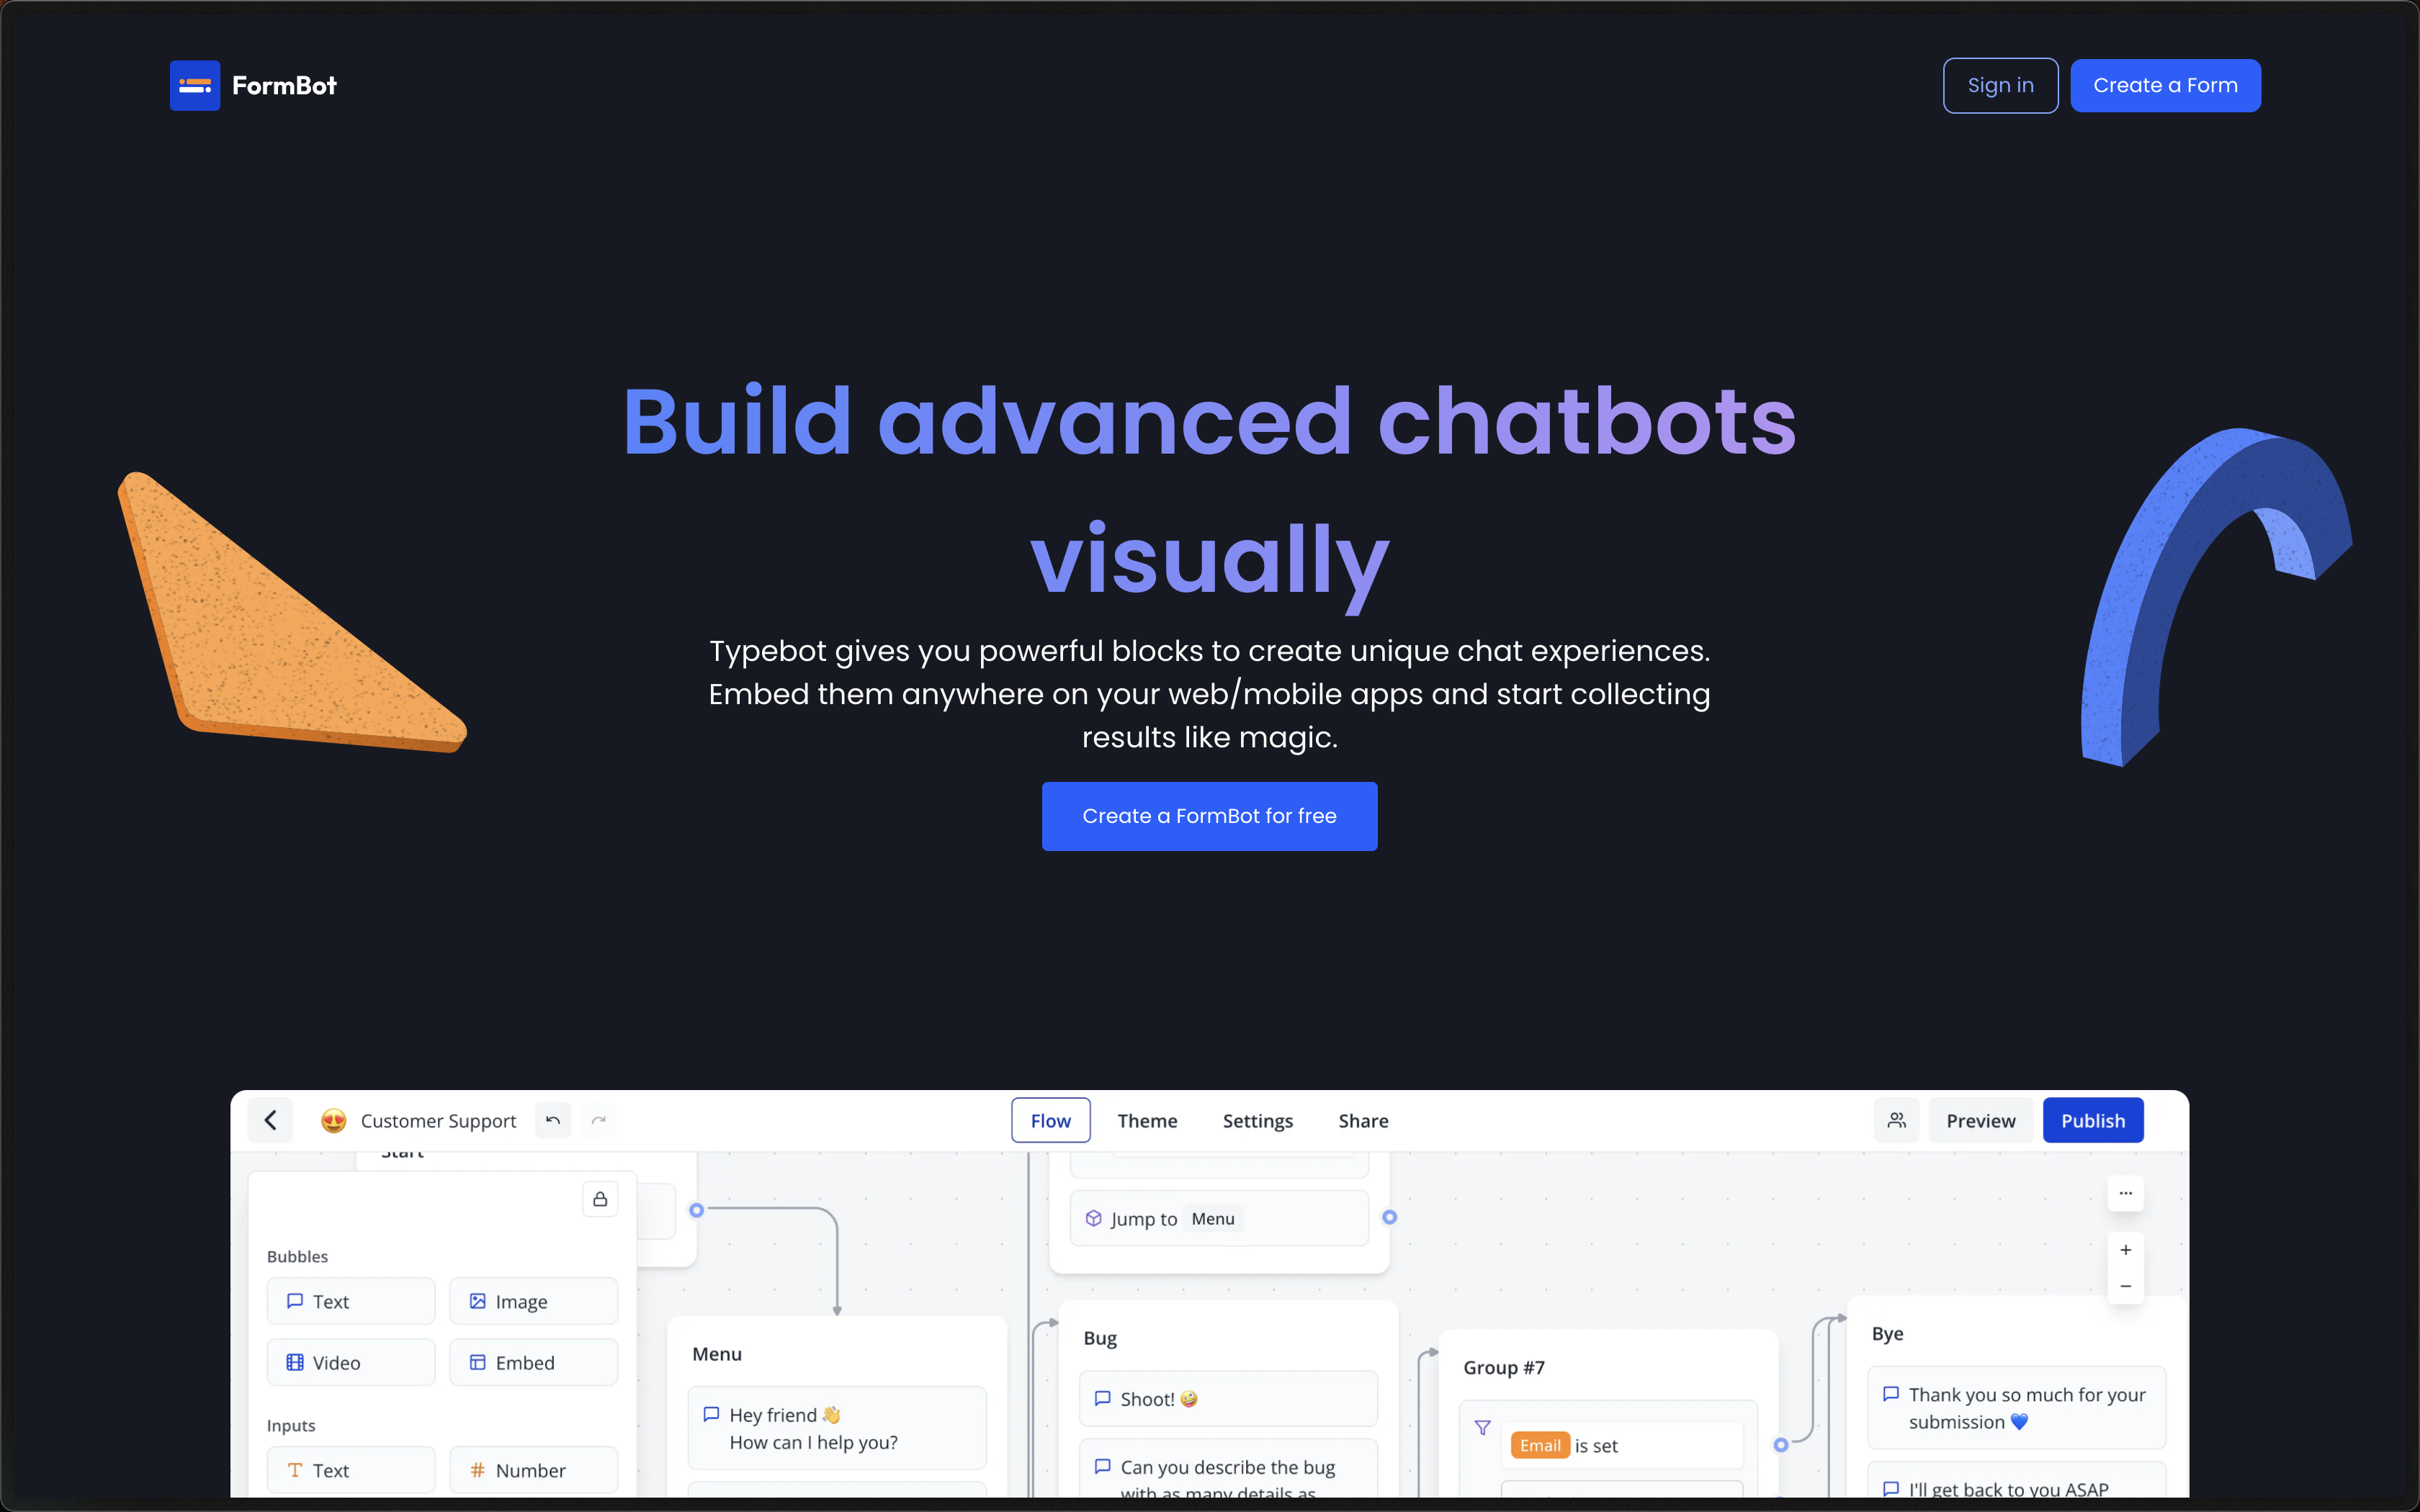 FormBot
Sign in
Create a Form
Build advanced chatbots
visually
Typebot gives you powerful blocks to create unique chat experiences.
Embed them anywhere on your web/mobile apps and start collecting
results like magic.
Create a FormBot for free
Customer Support
Flow
Theme
Settings
Share
Preview
Publish
Start
Jump to Menu
Bubbles
Text
Image
Video
Embed
Inputs
Text
Number
Menu
Hey friend 👋
How can I help you?
Bug
Shoot! 🤪
Can you describe the bug
with as many details as
Group #7
Email is set
Bye
Thank you so much for your
submission 💙
I'll get back to you ASAP